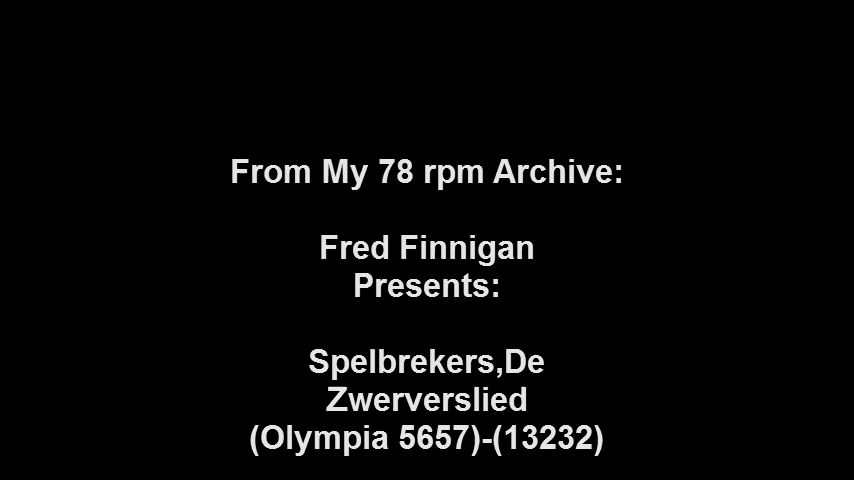 From My 78 rpm Archive:
Fred Finnigan
Presents:
Spelbrekers,De
Zwerverslied
(Olympia 5657)-(13232)